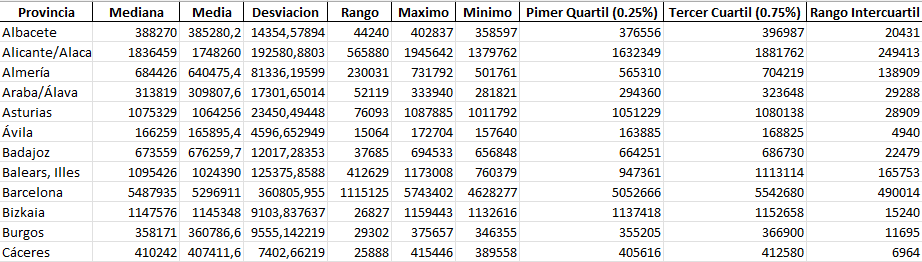 Provincia Mediana Media Desviacion Rango Maximo Minimo Pimer Quartil (0.25%) Tercer Cuartil (0.75%) Rango Intercuartil
Albacete 388270 385280,2 14354,57894 44240 402837 358597 376556 396987 20431
Alicante/Alaca 1836459 1748260 192580,8803 565880 1945642 1379762 1632349 1881762 249413
Almería 684426 640475,4 81336,19599 230031 731792 501761 565310 704219 138909
Araba/Álava 313819 309807,6 17301,65014 52119 333940 281821 294360 323648 29288
Asturias 1075329 1064256 23450,49448 76093 1087885 1011792 1051229 1080138 28909
Ávila 166259 165895,4 4596,652949 15064 172704 157640 163885 168825 4940
Badajoz 673559 676259,7 12017,28353 37685 694533 656848 664251 686730 22479
Balears, Illes 1095426 1024390 125375,8588 412629 1173008 760379 947361 1113114 165753
Barcelona 5487935 5296911 360805,955 1115125 5743402 4628277 5052666 5542680 490014
Bizkaia 1147576 1145348 9103,837637 26827 1159443 1132616 1137418 1152658 15240
Burgos 358171 360786,6 9555,142219 29302 375657 346355 355205 366900 11695
Cáceres 410242 407411,6 7402,66219 25888 415446 389558 405616 412580 6964